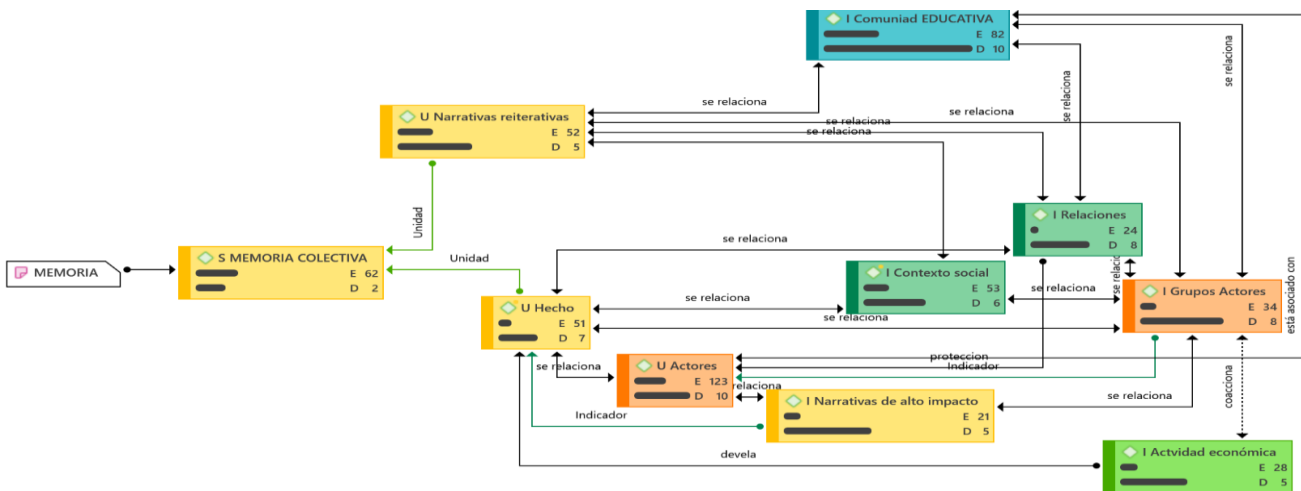 I Comuniad EDUCATIVA
E 82
D 10
se relaciona
se relaciona
se relaciona
U Narrativas reiterativas
E 52
D 5
se relaciona
se relaciona
se relaciona
Unidad
I Relaciones
E 24
D 8
MEMORIA
S MEMORIA COLECTIVA
E 62
D 2
Unidad
se relaciona
I Contexto social
E 53
D 6
se relaciona
se relaci
I Grupos Actores
E 34
D 8
está asociado con
U Hecho
E 51
D 7
se relaciona
se relaciona
se relaciona
U Actores
E 123
D 10
proteccion
Indicador
relaciona
I Narrativas de alto impacto
E 21
D 5
se relaciona
coacciona
Indicador
devela
I Actvidad económica
E 28
D 5